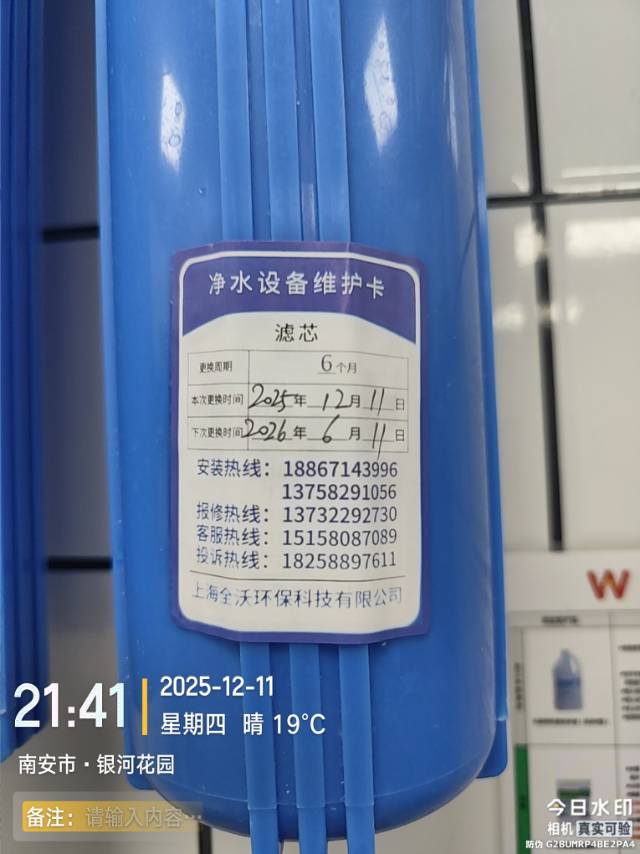 净水设备维护卡
滤芯
更换周期 6个月
本次更换时间 2025年 12月 11日
下次更换时间 2026年 6月 11日
安装热线：18867143996
13758291056
报修热线：13732292730
客服热线：15158087089
投诉热线：18258897611
上海全沃环保科技有限公司
W
21:41
2025-12-11
星期四 晴 19°C
南安市·银河花园
备注：请输入内容…
今日水印
相机 真实可验
防伪 G2BUMRP4BE2PA4